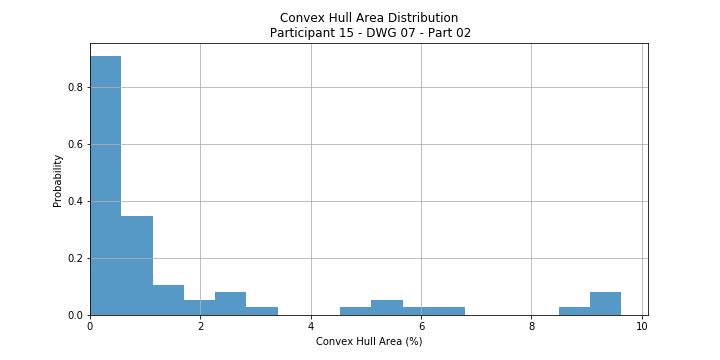 Convex Hull Area Distribution
Participant 15 - DWG 07 - Part 02
0.8
0.6
0.4
0.2
0.0
Probability
0
2
4
6
8
10
Convex Hull Area (%)